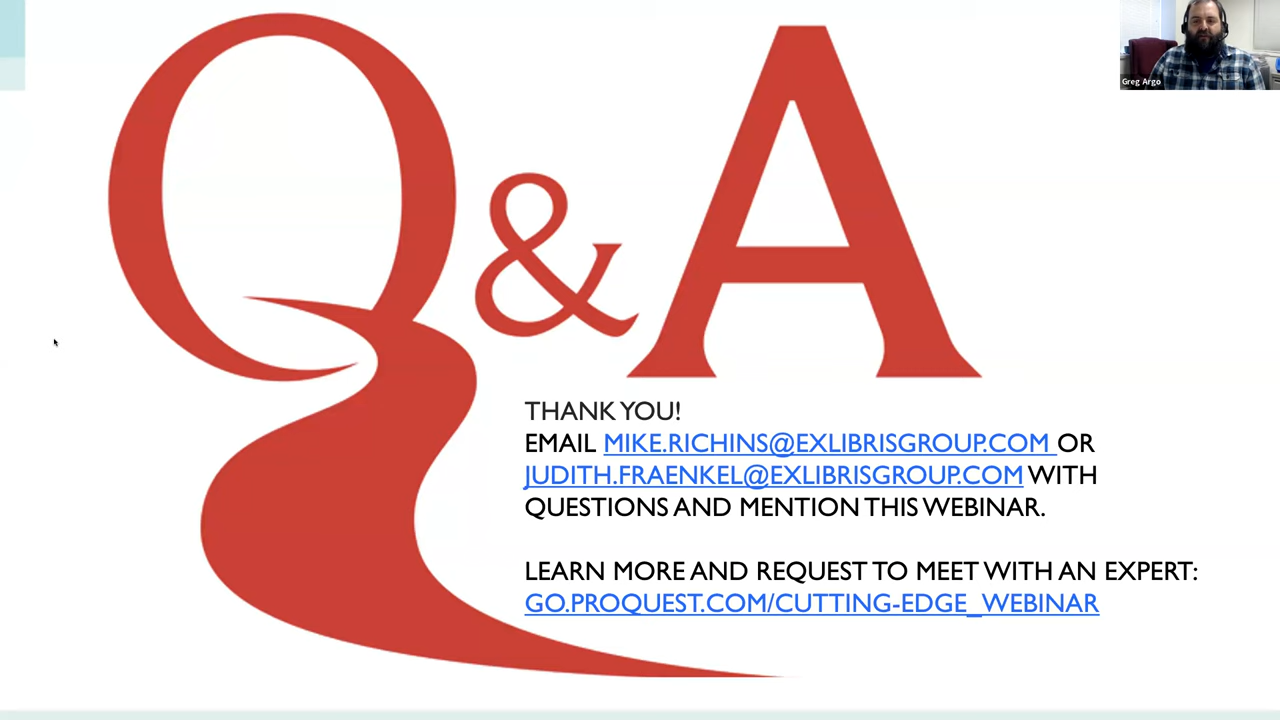 Q & A
Greg Argo
THANK YOU!
EMAIL MIKE.RICHINS@EXLIBRISGROUP.COM OR
JUDITH.FRAENKEL@EXLIBRISGROUP.COM WITH
QUESTIONS AND MENTION THIS WEBINAR.
LEARN MORE AND REQUEST TO MEET WITH AN EXPERT:
GO.PROQUEST.COM/CUTTING-EDGE_WEBINAR